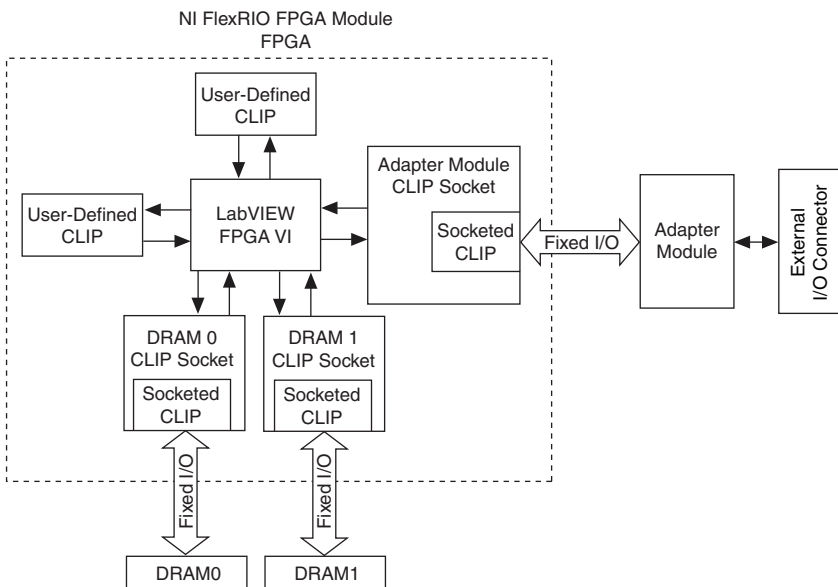 NI FlexRIO FPGA Module
FPGA
User-Defined
CLIP
User-Defined
CLIP
LabVIEW
FPGA VI
Adapter Module
CLIP Socket
Socketed
CLIP
Fixed I/O
Adapter
Module
External
I/O Connector
DRAM 0
CLIP Socket
Socketed
CLIP
DRAM 1
CLIP Socket
Socketed
CLIP
Fixed I/O
Fixed I/O
DRAM0
DRAM1